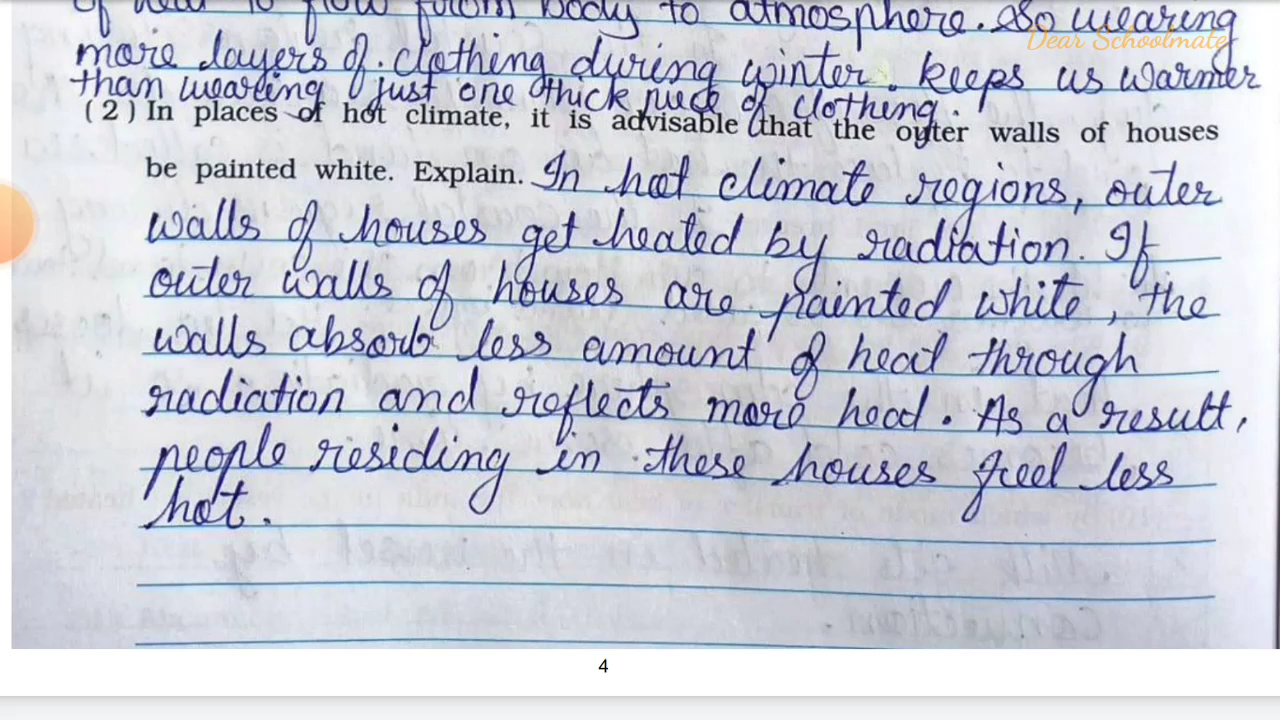 of heat to flow from body to atmosphere. So wearing
Dear Schoolmate
more layers of clothing during winter keeps us warmer
than wearing just one thick piece of clothing.
(2) In places of hot climate, it is advisable that the outer walls of houses
be painted white. Explain. In hot climate regions, outer
walls of houses get heated by radiation. If
outer walls of houses are painted white, the
walls absorb less amount of heat through
radiation and reflects more heat. As a result,
people residing in these houses feel less
hot.
4